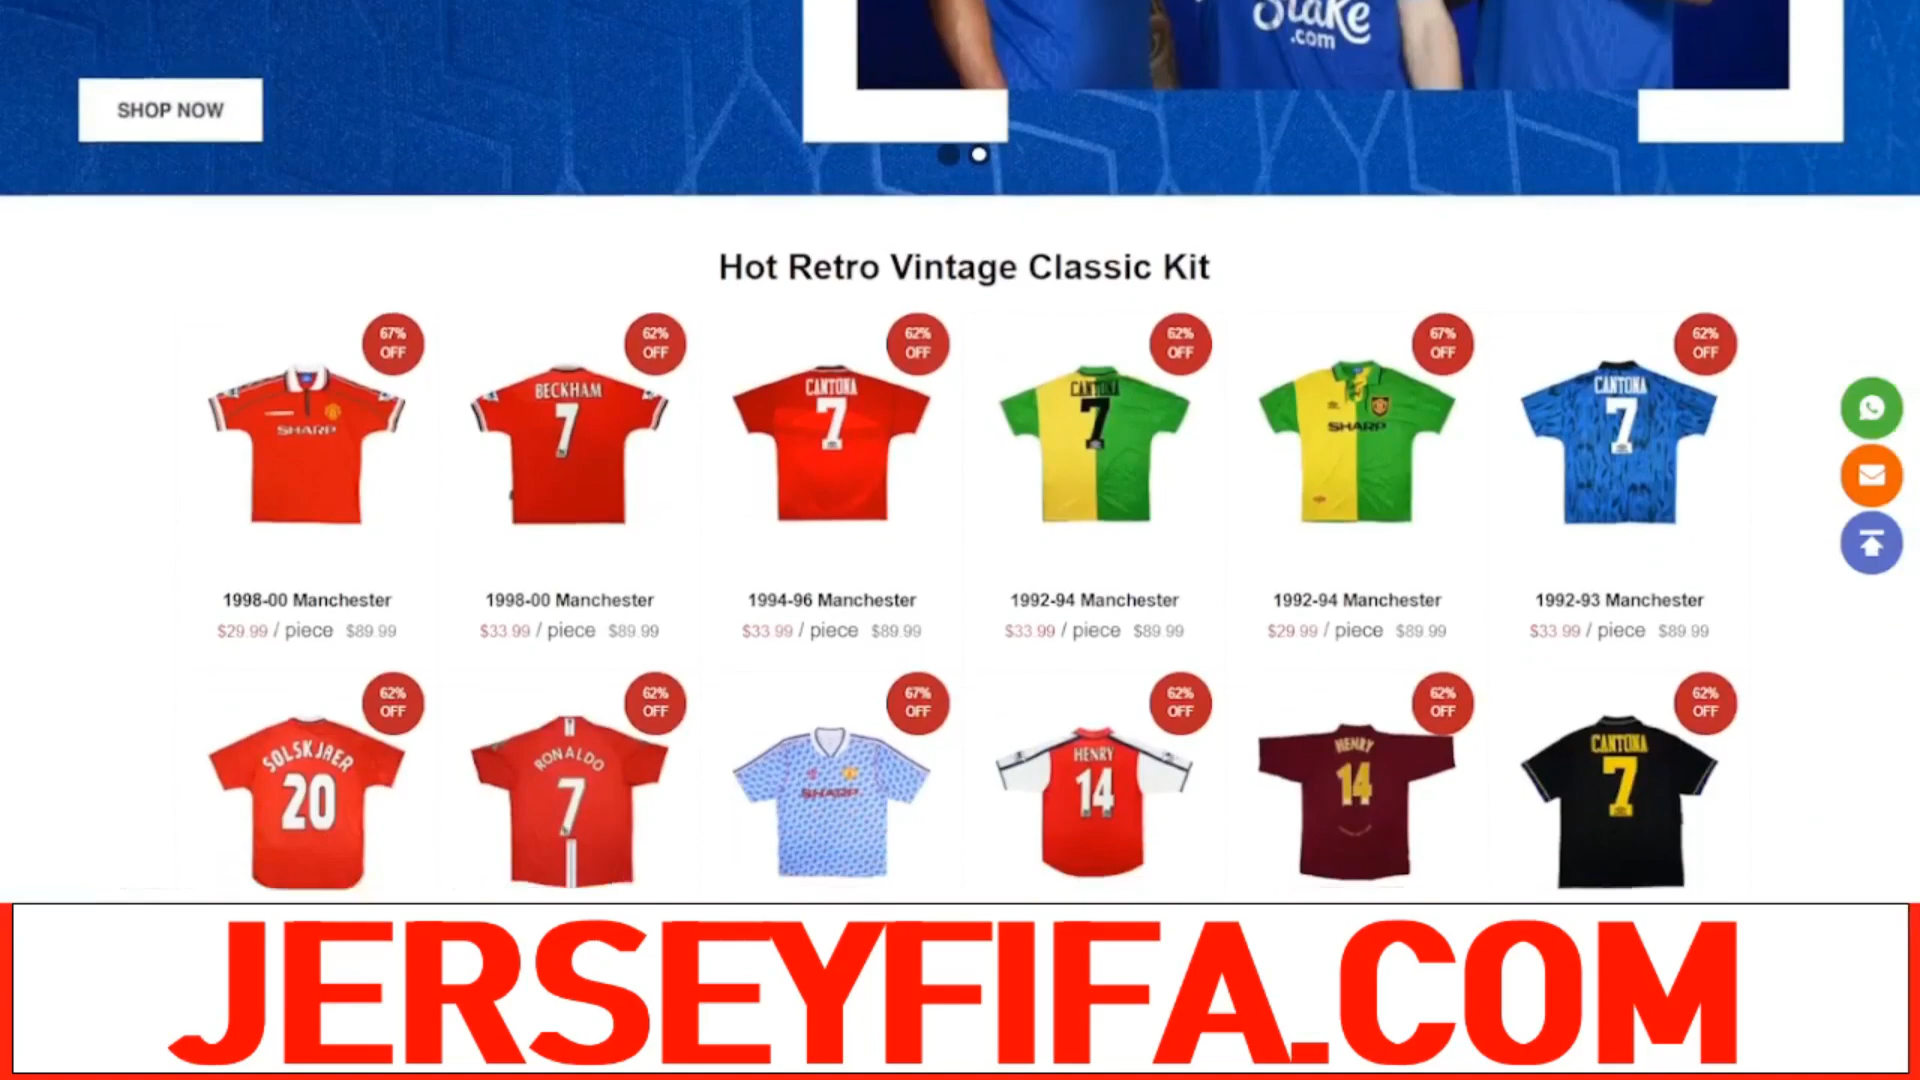 Stake
.com
SHOP NOW
Hot Retro Vintage Classic Kit
67% OFF
62% OFF
62% OFF
62% OFF
67% OFF
62% OFF
SHARP
BECKHAM
7
CANTONA
7
CANTONA
7
SHARP
CANTONA
7
1998-00 Manchester
1998-00 Manchester
1994-96 Manchester
1992-94 Manchester
1992-94 Manchester
1992-93 Manchester
$29.99 / piece $89.99
$33.99 / piece $89.99
$33.99 / piece $89.99
$33.99 / piece $89.99
$29.99 / piece $89.99
$33.99 / piece $89.99
62% OFF
62% OFF
67% OFF
62% OFF
62% OFF
62% OFF
SOLSKJAER
20
RONALDO
7
SHARP
HENRY
14
HENRY
14
CANTONA
7
JERSEYFIFA.COM